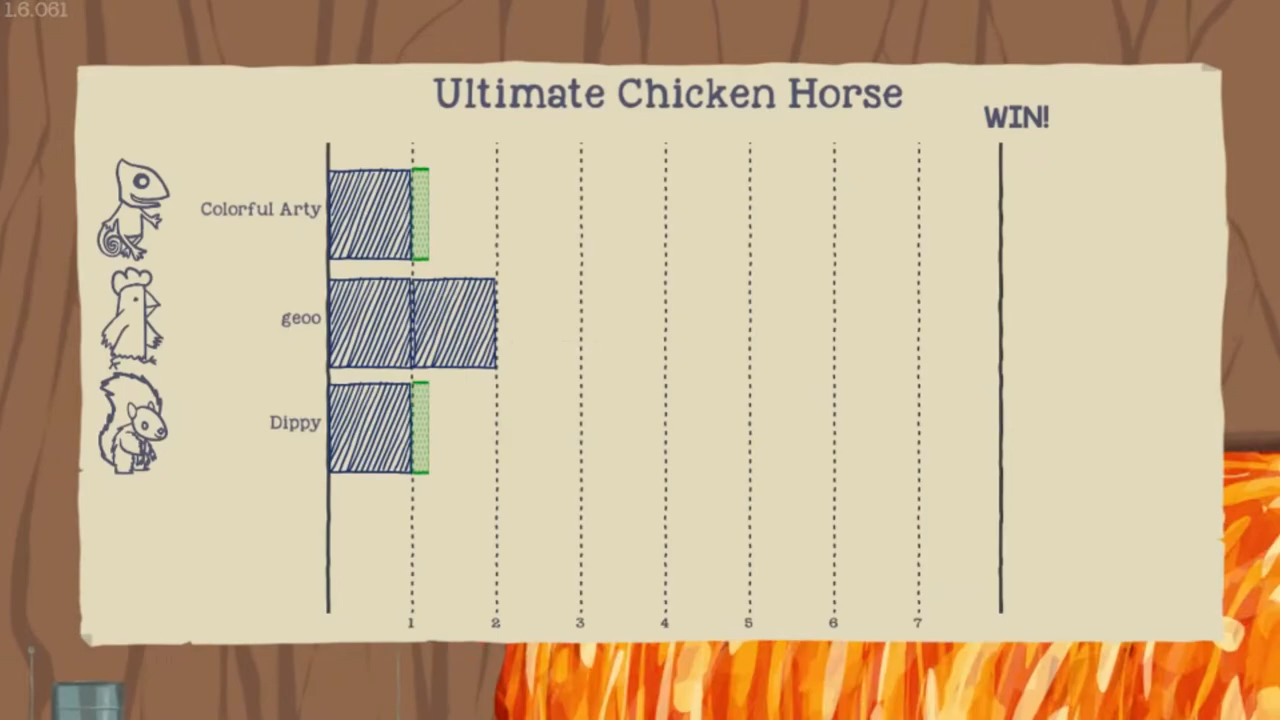 1.6.061
Ultimate Chicken Horse
WIN!
Colorful Arty
geoo
Dippy
1 2 3 4 5 6 7